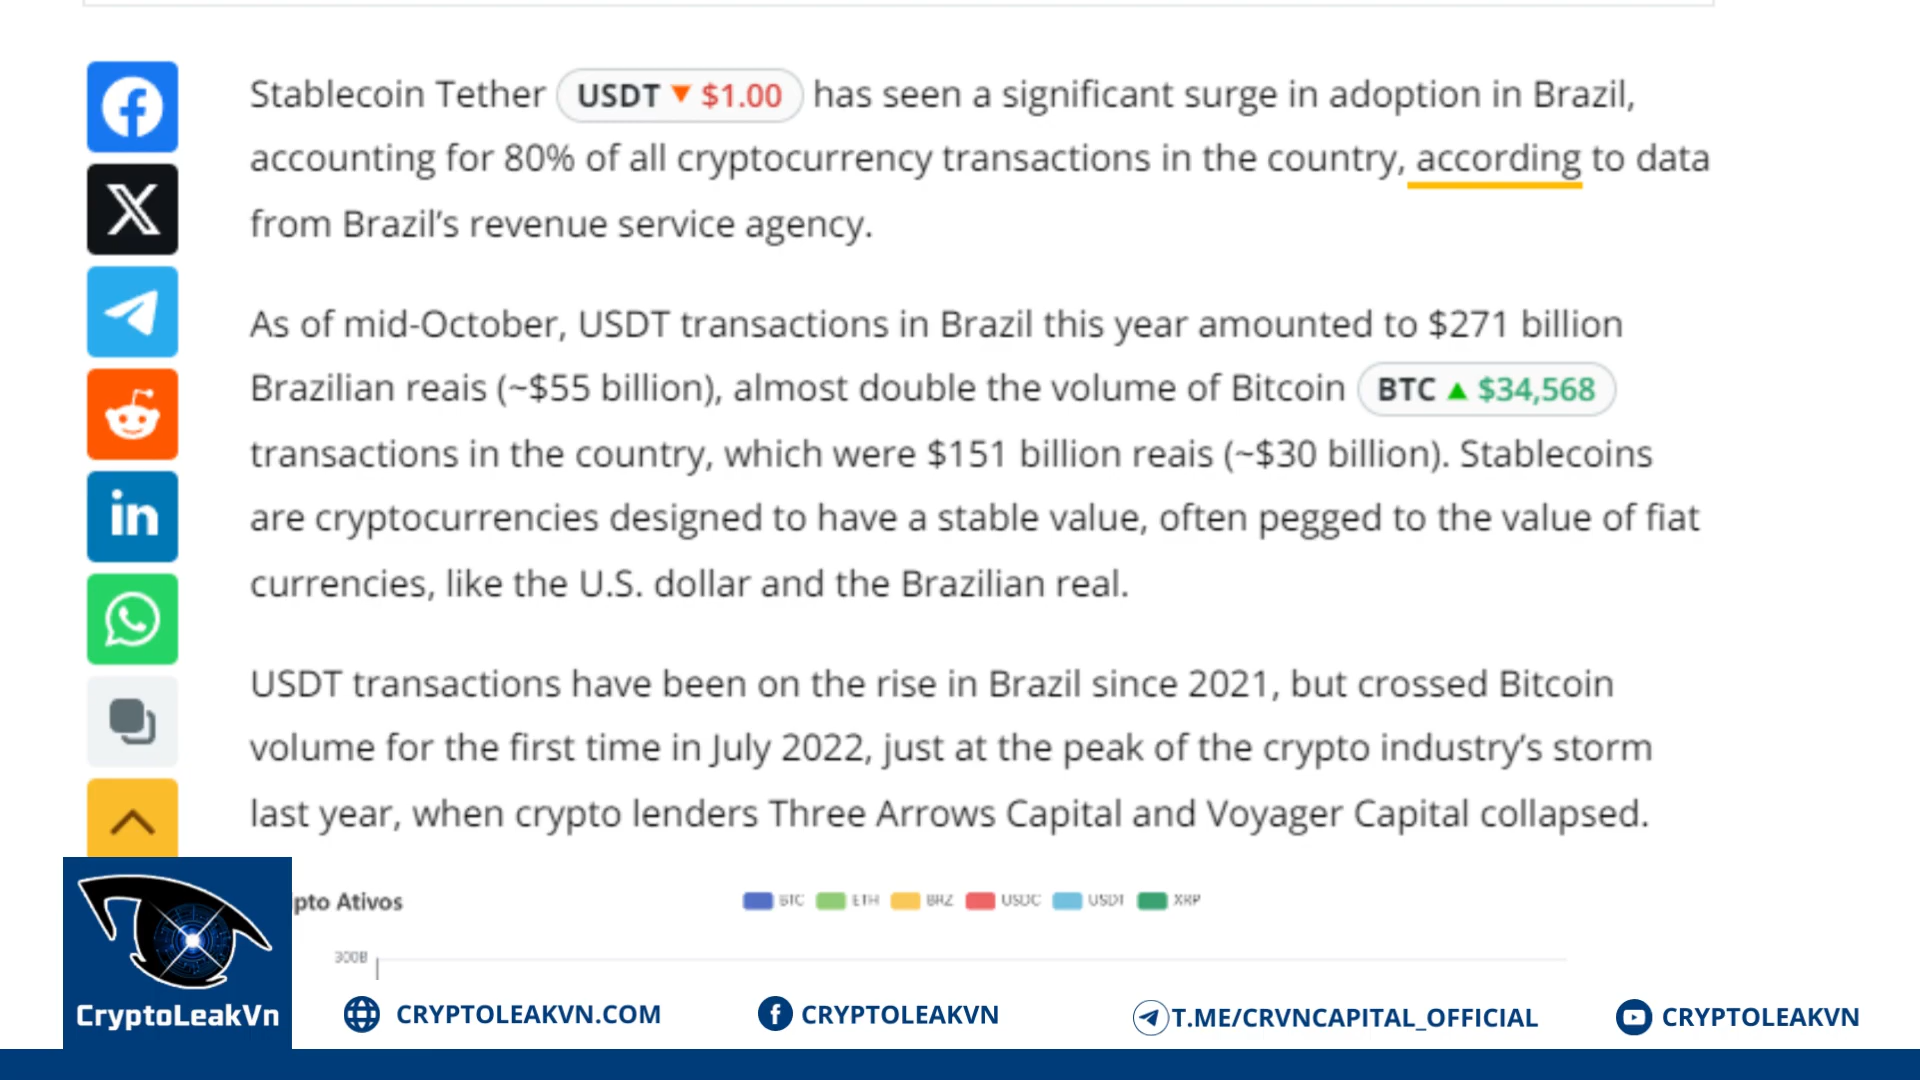 Stablecoin Tether USDT ▼ $1.00 has seen a significant surge in adoption in Brazil,
accounting for 80% of all cryptocurrency transactions in the country, according to data
from Brazil’s revenue service agency.
As of mid-October, USDT transactions in Brazil this year amounted to $271 billion
Brazilian reais (~$55 billion), almost double the volume of Bitcoin BTC ▲ $34,568
transactions in the country, which were $151 billion reais (~$30 billion). Stablecoins
are cryptocurrencies designed to have a stable value, often pegged to the value of fiat
currencies, like the U.S. dollar and the Brazilian real.
USDT transactions have been on the rise in Brazil since 2021, but crossed Bitcoin
volume for the first time in July 2022, just at the peak of the crypto industry’s storm
last year, when crypto lenders Three Arrows Capital and Voyager Capital collapsed.
pto Ativos
BTC ETH BRZ USDC USDT XRP
300B
CryptoLeakVn
CRYPTOLEAKVN.COM
CRYPTOLEAKVN
T.ME/CRVNCAPITAL_OFFICIAL
CRYPTOLEAKVN